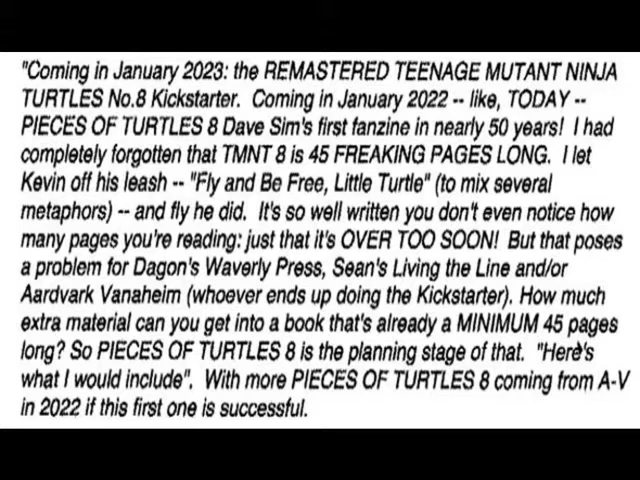 "Coming in January 2023: the REMASTERED TEENAGE MUTANT NINJA
TURTLES No.8 Kickstarter. Coming in January 2022 -- like, TODAY --
PIECES OF TURTLES 8 Dave Sim's first fanzine in nearly 50 years! I had
completely forgotten that TMNT 8 is 45 FREAKING PAGES LONG. I let
Kevin off his leash -- "Fly and Be Free, Little Turtle" (to mix several
metaphors) -- and fly he did. It's so well written you don't even notice how
many pages you're reading: just that it's OVER TOO SOON! But that poses
a problem for Dagon's Waverly Press, Sean's Living the Line and/or
Aardvark Vanaheim (whoever ends up doing the Kickstarter). How much
extra material can you get into a book that's already a MINIMUM 45 pages
long? So PIECES OF TURTLES 8 is the planning stage of that. "Here's
what I would include". With more PIECES OF TURTLES 8 coming from A-V
in 2022 if this first one is successful.